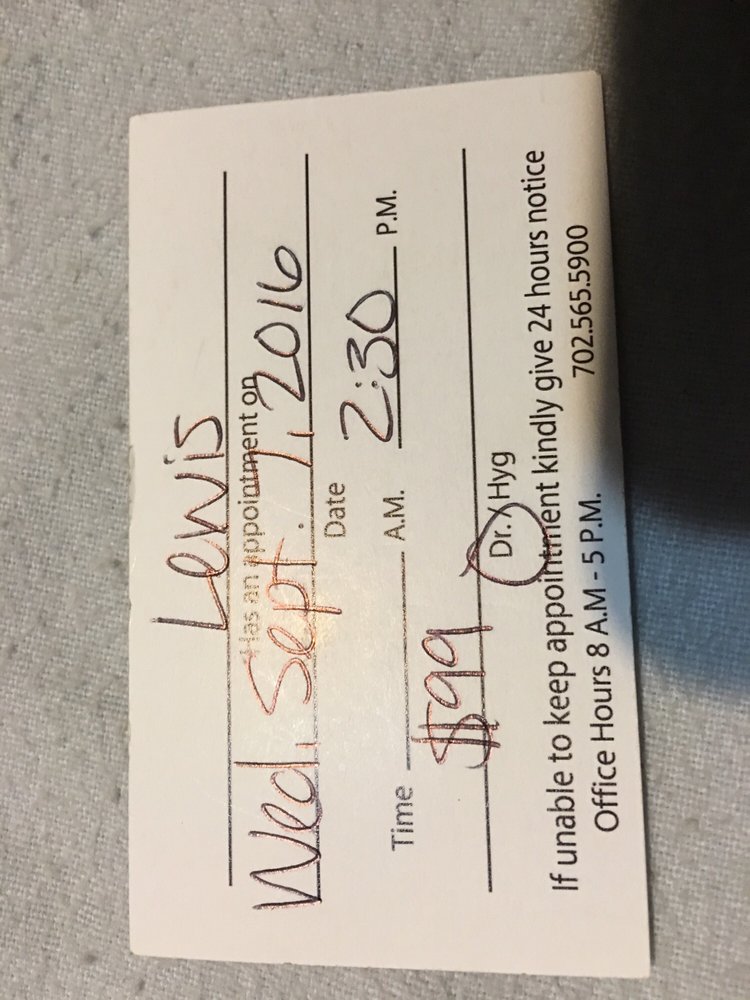 Lewis
Has an appointment on
Wed. Sept. 7, 2016
Date
Time A.M. 2:30 P.M.
$99
Dr. / Hyg
If unable to keep appointment kindly give 24 hours notice
Office Hours 8 A.M - 5 P.M. 702.565.5900